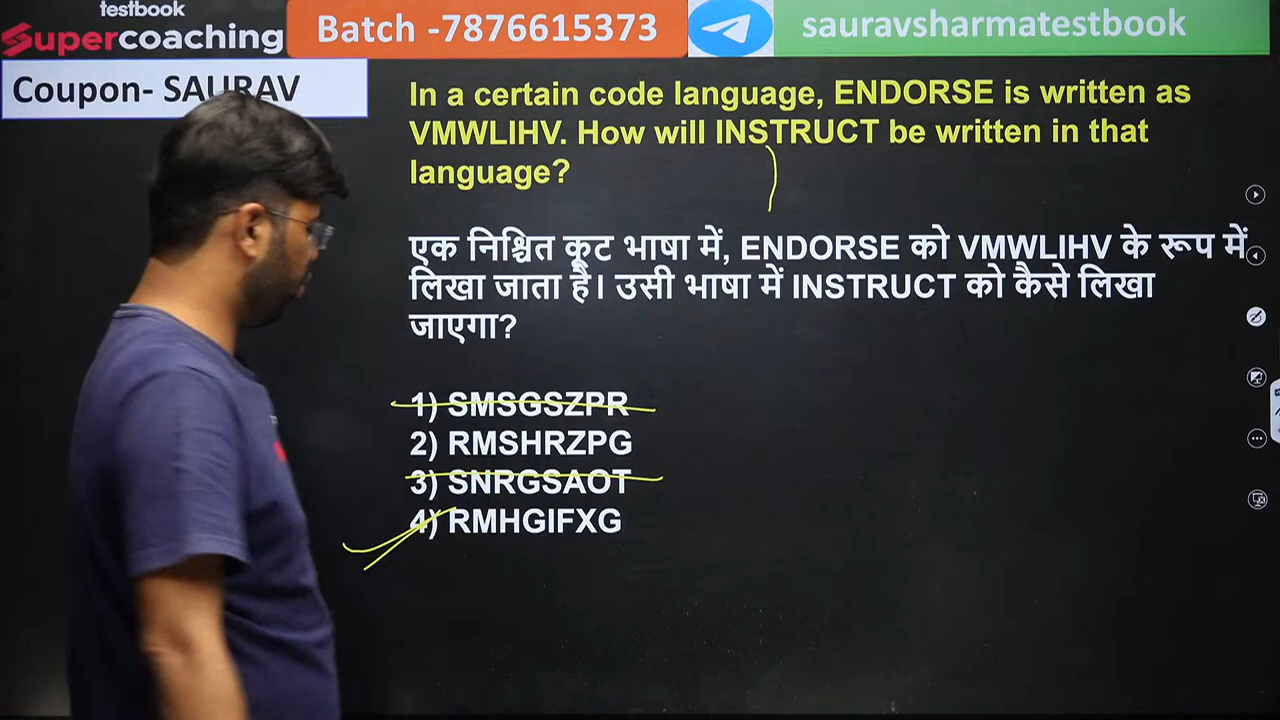 testbook
Supercoaching
Batch -7876615373
sauravsharmatestbook
Coupon- SAURAV
In a certain code language, ENDORSE is written as
VMWLIHV. How will INSTRUCT be written in that
language?
एक निश्चित कूट भाषा में, ENDORSE को VMWLIHV के रूप में
लिखा जाता है। उसी भाषा में INSTRUCT को कैसे लिखा
जाएगा?
1) SMSGSZPR
2) RMSHRZPG
3) SNRGSAOT
4) RMHGIFXG